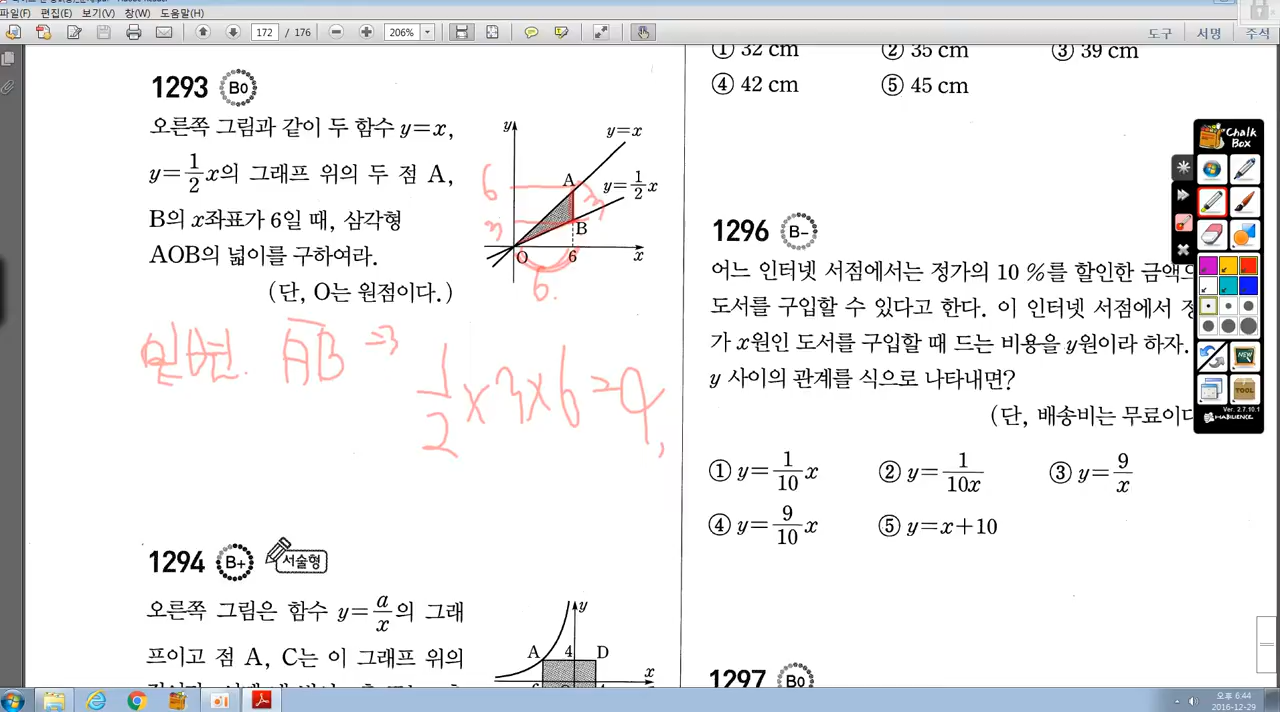 파일(F) 편집(E) 보기(V) 창(W) 도움말(H)
172 / 176 206%
도구 서명 주석
1293 B0
오른쪽 그림과 같이 두 함수 y=x,
y=1/2x의 그래프 위의 두 점 A,
B의 x좌표가 6일 때, 삼각형
AOB의 넓이를 구하여라.
(단, O는 원점이다.)
y
y=x
A
y=1/2x
B
O 6 x
6
3
3
6.
밑변. AB ⇒3
1/2 × 3 × 6 = 9,
1294 B+ 서술형
오른쪽 그림은 함수 y=a/x의 그래
프이고 점 A, C는 이 그래프 위의
y
A 4 D
x
① 32 cm ② 35 cm ③ 39 cm
④ 42 cm ⑤ 45 cm
1296 B-
어느 인터넷 서점에서는 정가의 10 %를 할인한 금액으
도서를 구입할 수 있다고 한다. 이 인터넷 서점에서 정
가 x원인 도서를 구입할 때 드는 비용을 y원이라 하자.
y 사이의 관계를 식으로 나타내면?
(단, 배송비는 무료이다
① y=1/10x ② y=1/10x ③ y=9/x
④ y=9/10x ⑤ y=x+10
1297 B0
Chalk
Box
NEW
TOOL
Ver. 2.7.10.1
HABILIENCE
오후 6:44
2016-12-29